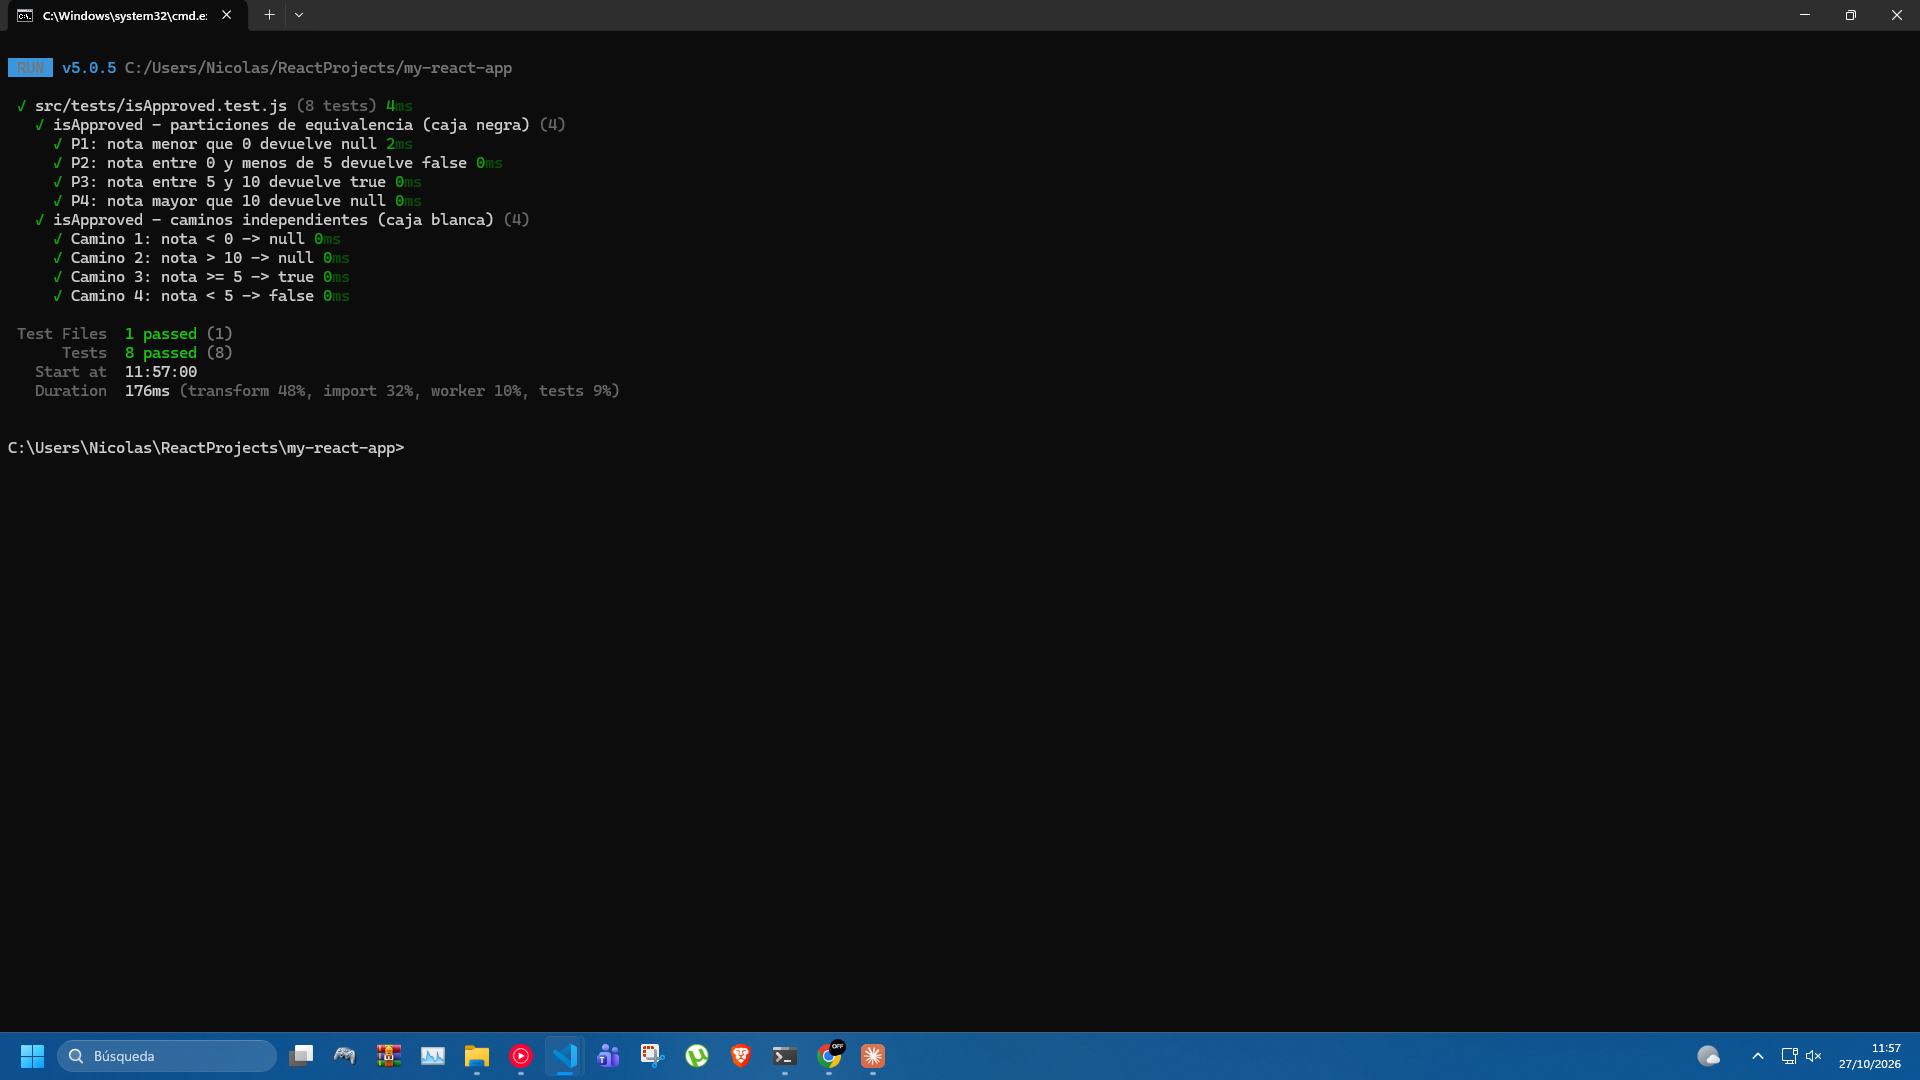 C:\Windows\system32\cmd.e:
RUN v5.0.5 C:/Users/Nicolas/ReactProjects/my-react-app
✓ src/tests/isApproved.test.js (8 tests) 4ms
✓ isApproved - particiones de equivalencia (caja negra) (4)
✓ P1: nota menor que 0 devuelve null 2ms
✓ P2: nota entre 0 y menos de 5 devuelve false 0ms
✓ P3: nota entre 5 y 10 devuelve true 0ms
✓ P4: nota mayor que 10 devuelve null 0ms
✓ isApproved - caminos independientes (caja blanca) (4)
✓ Camino 1: nota < 0 -> null 0ms
✓ Camino 2: nota > 10 -> null 0ms
✓ Camino 3: nota >= 5 -> true 0ms
✓ Camino 4: nota < 5 -> false 0ms
Test Files 1 passed (1)
Tests 8 passed (8)
Start at 11:57:00
Duration 176ms (transform 48%, import 32%, worker 10%, tests 9%)
C:\Users\Nicolas\ReactProjects\my-react-app>
Búsqueda
OFF
11:57
27/10/2026